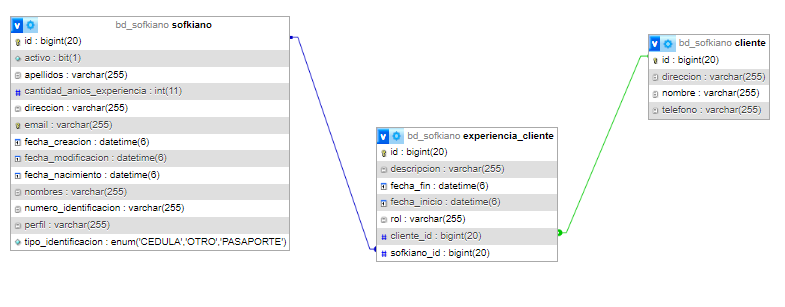 bd_sofkiano sofkiano
id : bigint(20)
activo : bit(1)
apellidos : varchar(255)
cantidad_anios_experiencia : int(11)
direccion : varchar(255)
email : varchar(255)
fecha_creacion : datetime(6)
fecha_modificacion : datetime(6)
fecha_nacimiento : datetime(6)
nombres : varchar(255)
numero_identificacion : varchar(255)
perfil : varchar(255)
tipo_identificacion : enum('CEDULA','OTRO','PASAPORTE')
bd_sofkiano experiencia_cliente
id : bigint(20)
descripcion : varchar(255)
fecha_fin : datetime(6)
fecha_inicio : datetime(6)
rol : varchar(255)
cliente_id : bigint(20)
sofkiano_id : bigint(20)
bd_sofkiano cliente
id : bigint(20)
direccion : varchar(255)
nombre : varchar(255)
telefono : varchar(255)